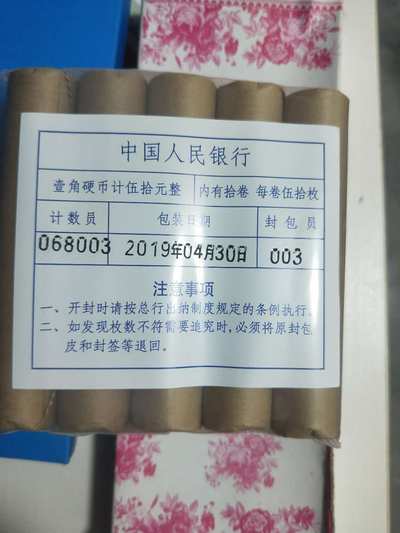 中国人民银行
壹角硬币计伍拾元整 内有拾卷 每卷伍拾枚
计数员 包装日期 封包员
068003 2019年04月30日 003
注意事项
一、开封时请按总行出纳制度规定的条例执行。
二、如发现枚数不符需要追究时,必须将原封包
皮和封签等退回。